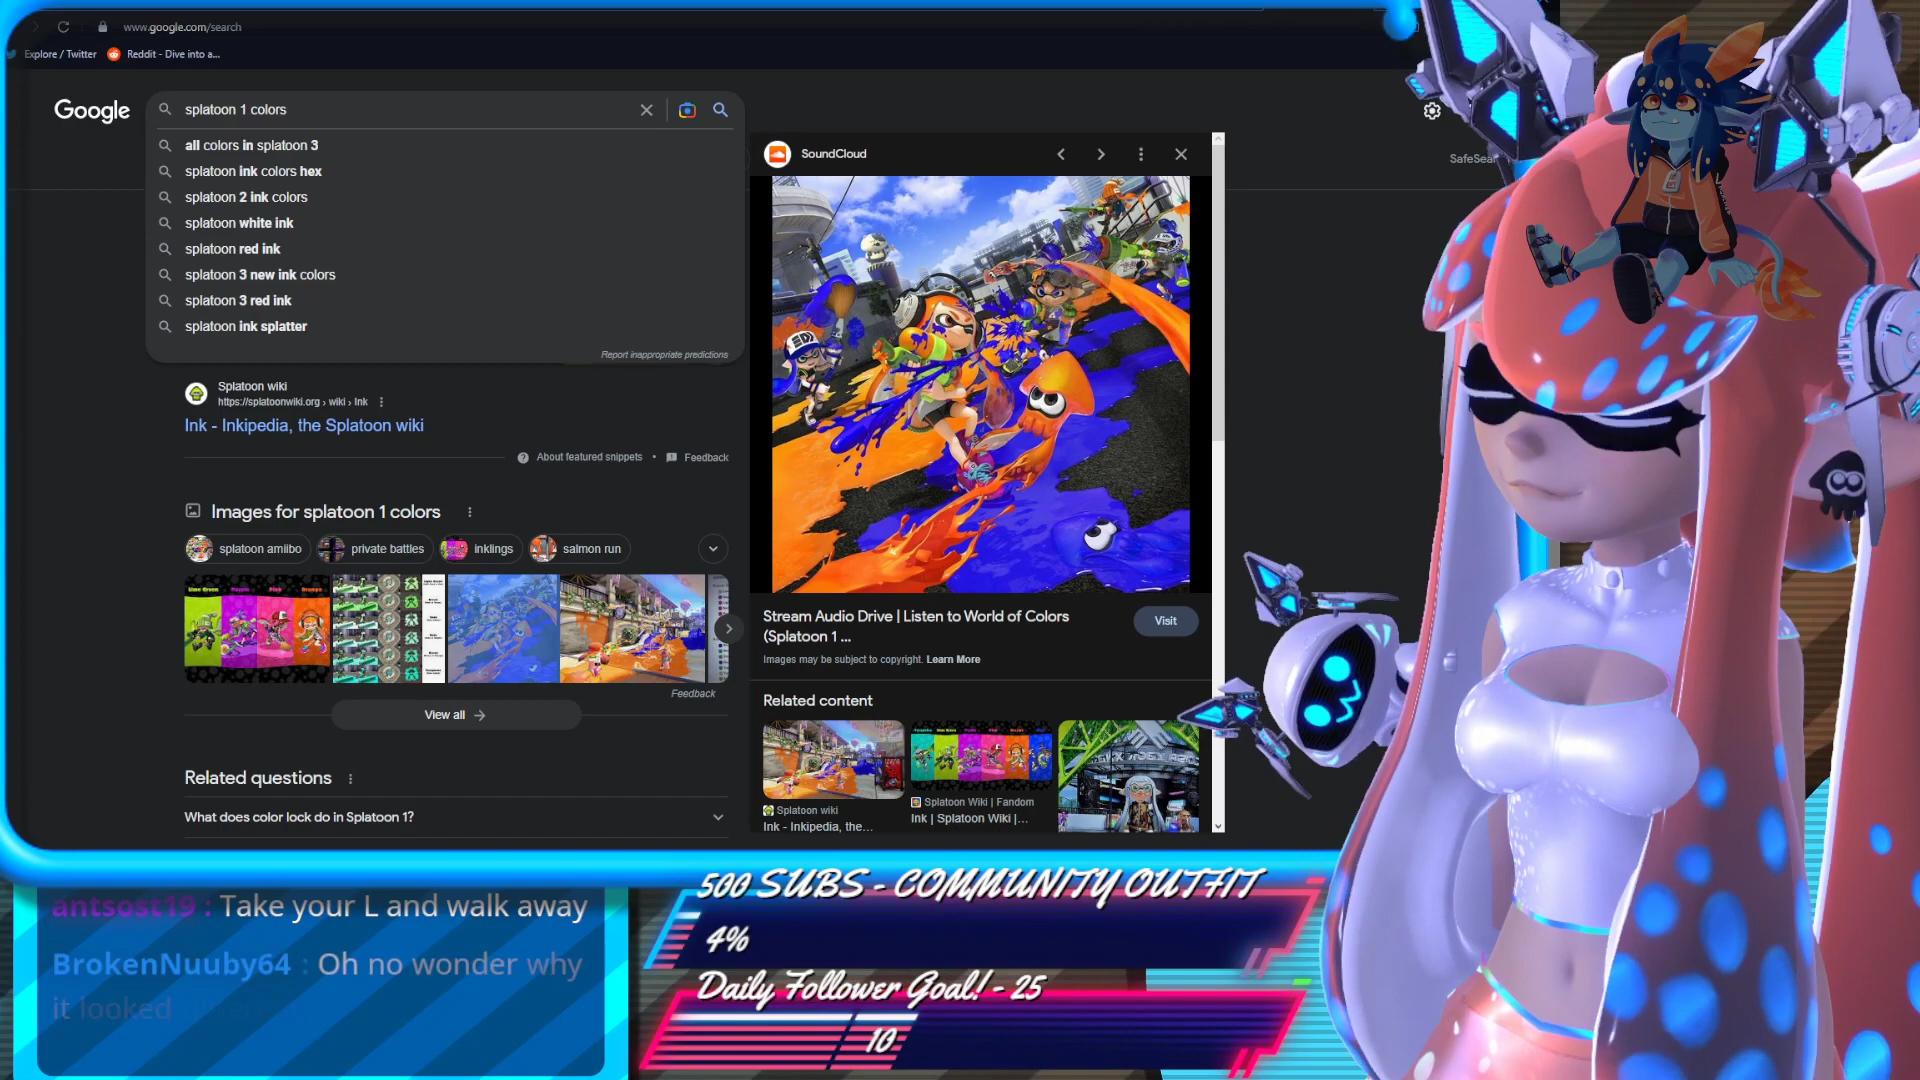 www.google.com/search
Explore / Twitter
Reddit - Dive into a...
Google
splatoon 1 colors
all colors in splatoon 3
splatoon ink colors hex
splatoon 2 ink colors
splatoon white ink
splatoon red ink
splatoon 3 new ink colors
splatoon 3 red ink
splatoon ink splatter
Report inappropriate predictions
Splatoon wiki
https://splatoonwiki.org › wiki › Ink
Ink - Inkipedia, the Splatoon wiki
About featured snippets • Feedback
Images for splatoon 1 colors
splatoon amiibo
private battles
inklings
salmon run
Lime Green
Purple
Pink
Orange
Feedback
View all
Related questions
What does color lock do in Splatoon 1?
SoundCloud
Stream Audio Drive | Listen to World of Colors
(Splatoon 1 ...
Visit
Images may be subject to copyright. Learn More
Related content
Splatoon wiki
Ink - Inkipedia, the...
Splatoon Wiki | Fandom
Ink | Splatoon Wiki |...
SafeSear
antsost19 : Take your L and walk away
BrokenNuuby64 : Oh no wonder why
it looked
500 SUBS - COMMUNITY OUTFIT
4%
Daily Follower Goal! - 25
10